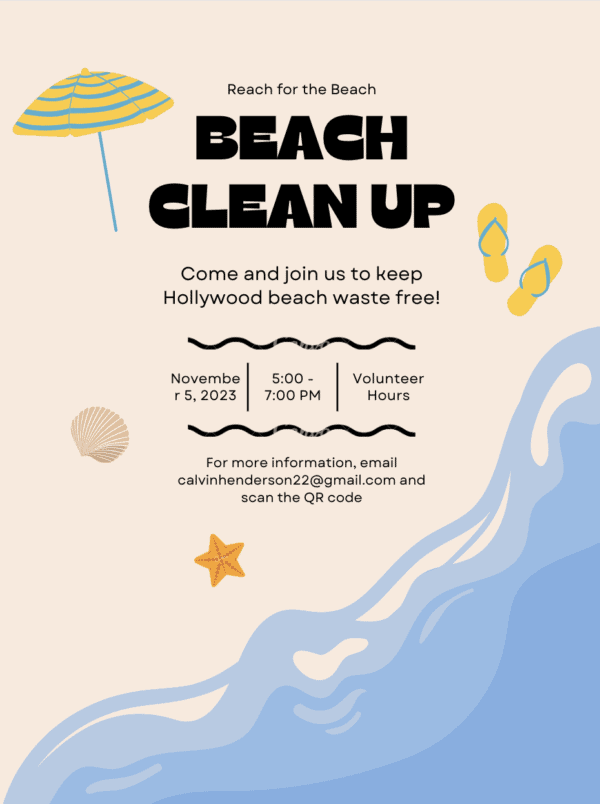 Reach for the Beach
BEACH
CLEAN UP
Come and join us to keep
Hollywood beach waste free!
Novembe
r 5, 2023
5:00 -
7:00 PM
Volunteer
Hours
For more information, email
calvinhenderson22@gmail.com and
scan the QR code